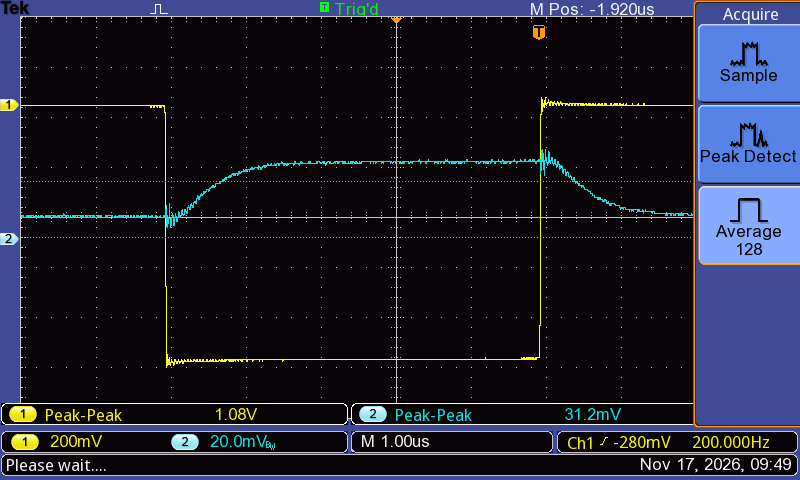 Tek T Trig'd M Pos: -1.920us
Acquire
T
Sample
1
Peak Detect
Average
128
2
1 Peak-Peak 1.08V 2 Peak-Peak 31.2mV
1 200mV 2 20.0mVBW M 1.00us Ch1 -280mV 200.000Hz
Please wait.... Nov 17, 2026, 09:49